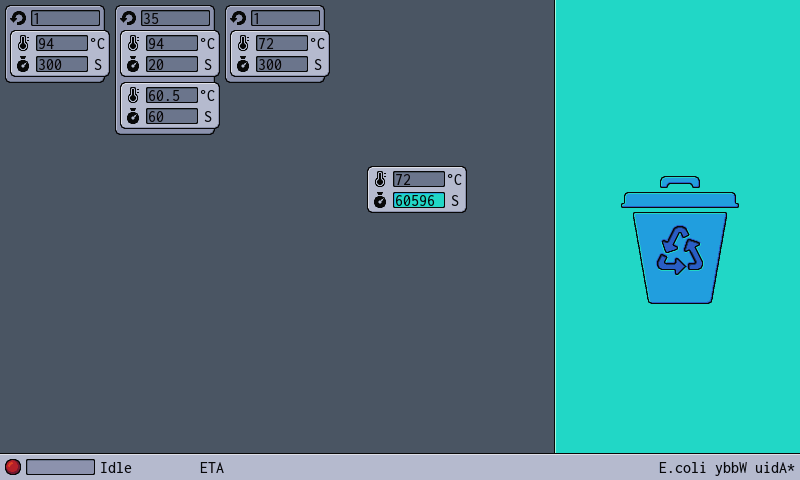 1
94 °C
300 S
35
94 °C
20 S
60.5 °C
60 S
1
72 °C
300 S
72 °C
60596 S
Idle
ETA
E.coli ybbW uidA*